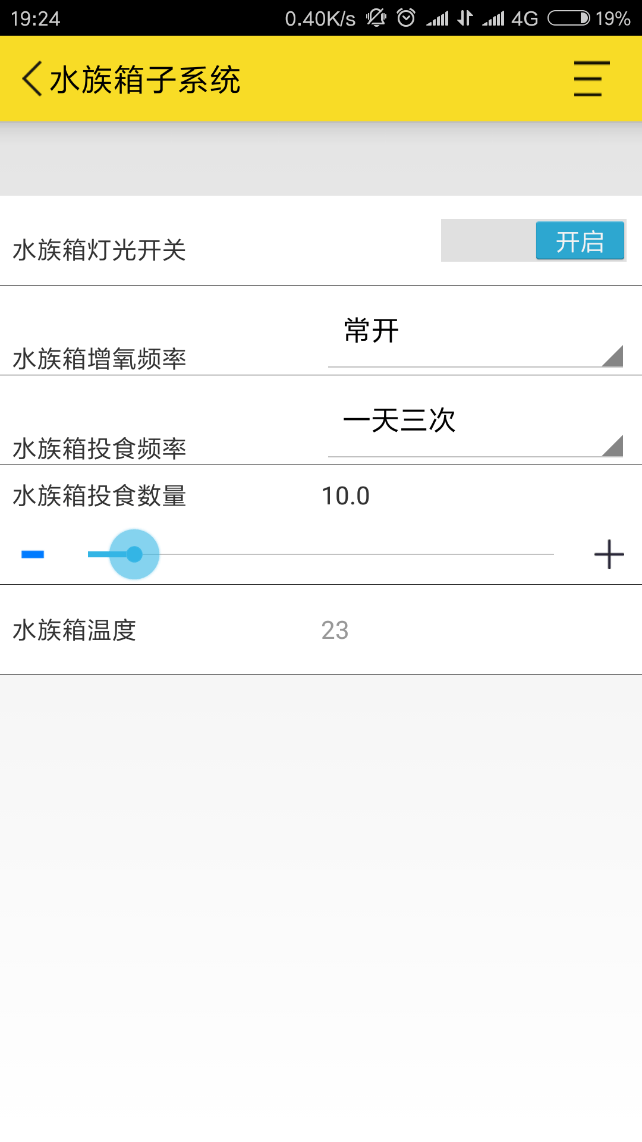 19:24 0.40K/s 4G 19%
水族箱子系统
水族箱灯光开关 开启
常开
水族箱增氧频率
一天三次
水族箱投食频率
水族箱投食数量 10.0
水族箱温度 23